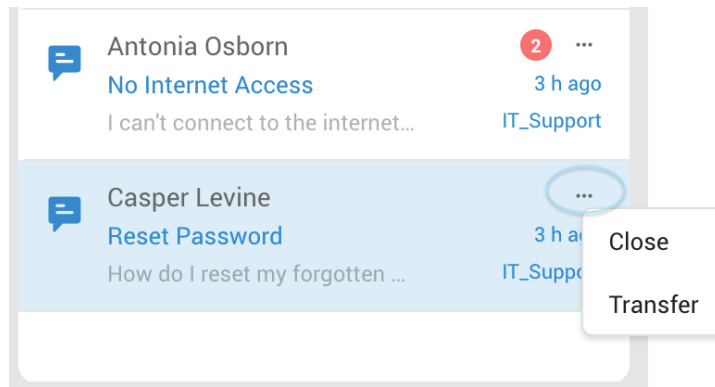 Antonia Osborn 2 ...
No Internet Access 3 h ago
I can't connect to the internet... IT_Support
Casper Levine ...
Reset Password 3 h
How do I reset my forgotten ...
Close
Transfer